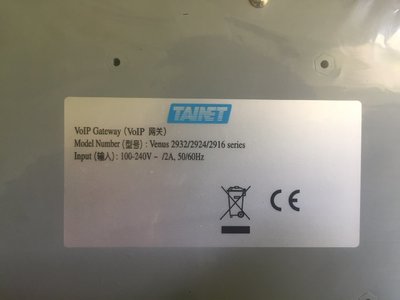 TAINET
VoIP Gateway (VoIP 网关)
Model Number (型号) : Venus 2932/2924/2916 series
Input (输入) : 100-240V ~ /2A, 50/60Hz
CE